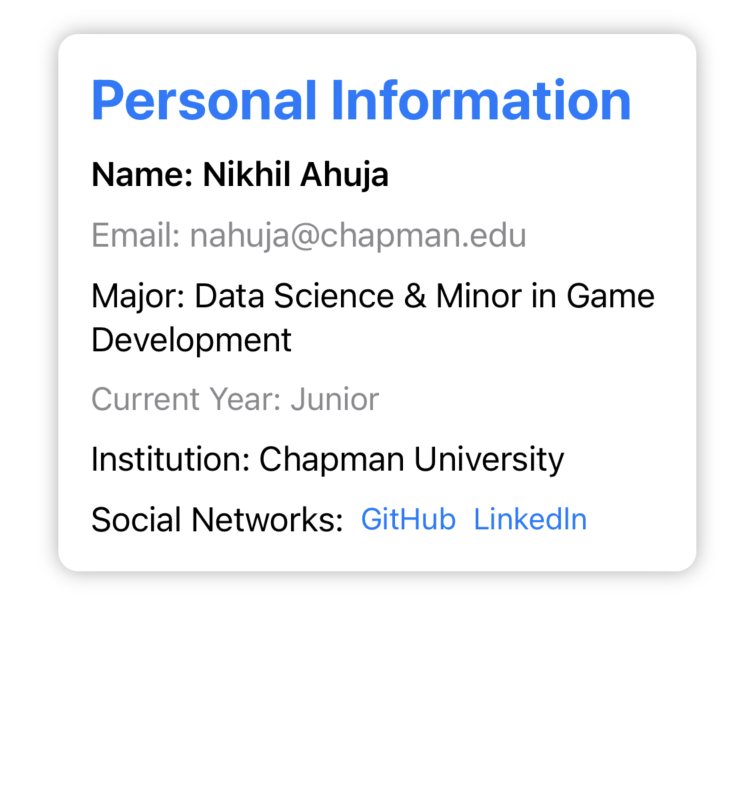 Personal Information
Name: Nikhil Ahuja
Email: nahuja@chapman.edu
Major: Data Science & Minor in Game
Development
Current Year: Junior
Institution: Chapman University
Social Networks: GitHub LinkedIn